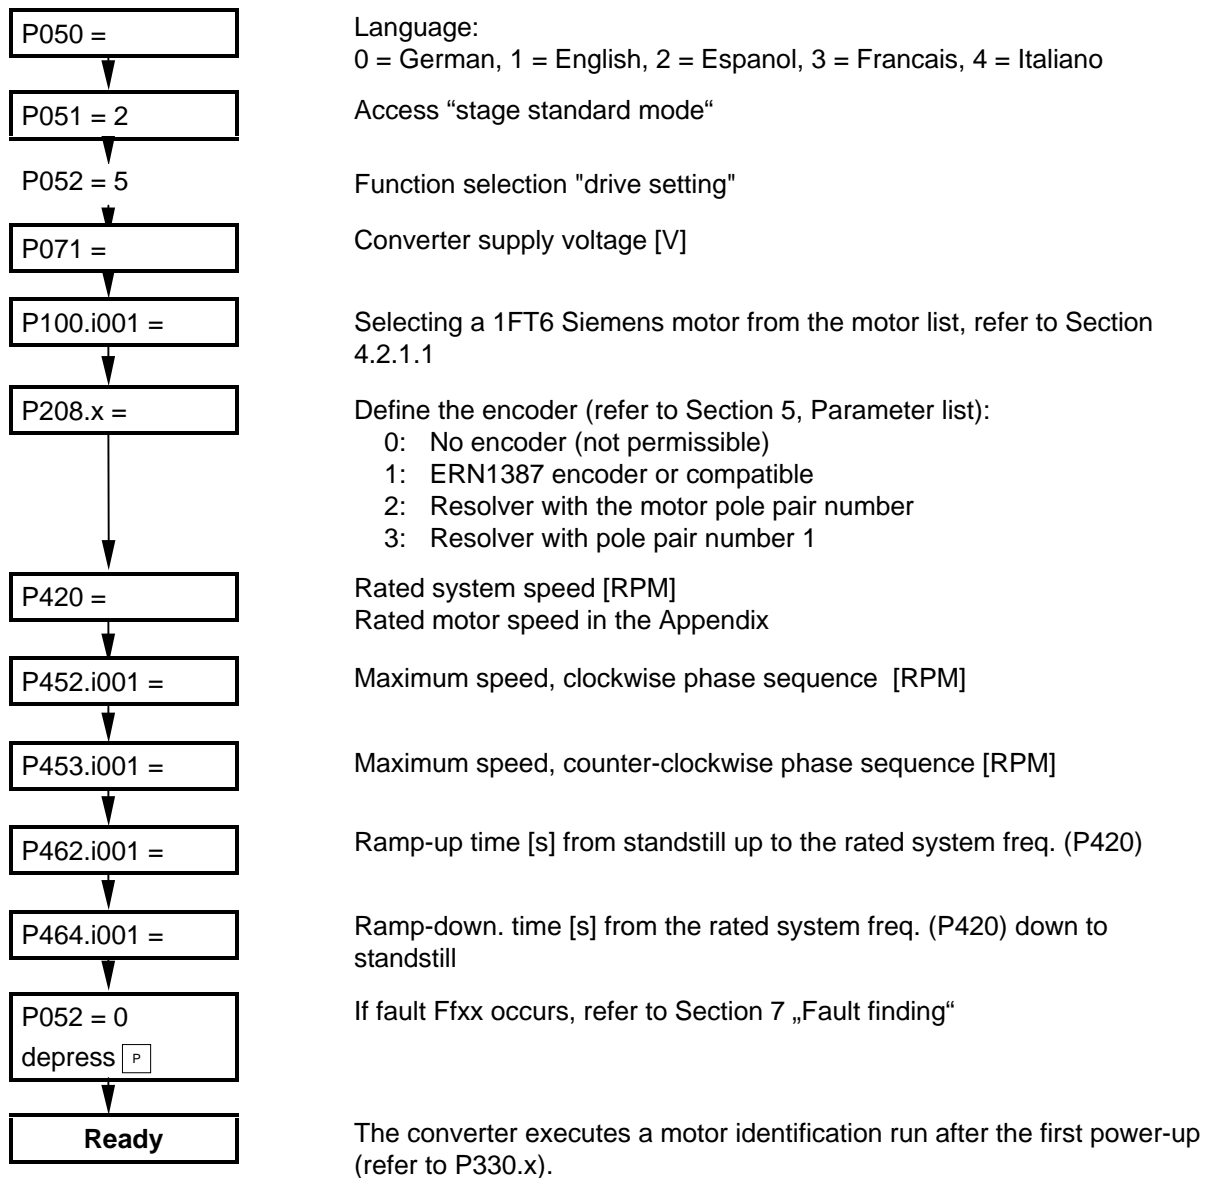 P050 =
Language:
0 = German, 1 = English, 2 = Espanol, 3 = Francais, 4 = Italiano
P051 = 2
Access “stage standard mode“
P052 = 5
Function selection "drive setting"
P071 =
Converter supply voltage [V]
P100.i001 =
Selecting a 1FT6 Siemens motor from the motor list, refer to Section
4.2.1.1
P208.x =
Define the encoder (refer to Section 5, Parameter list):
0: No encoder (not permissible)
1: ERN1387 encoder or compatible
2: Resolver with the motor pole pair number
3: Resolver with pole pair number 1
P420 =
Rated system speed [RPM]
Rated motor speed in the Appendix
P452.i001 =
Maximum speed, clockwise phase sequence [RPM]
P453.i001 =
Maximum speed, counter-clockwise phase sequence [RPM]
P462.i001 =
Ramp-up time [s] from standstill up to the rated system freq. (P420)
P464.i001 =
Ramp-down. time [s] from the rated system freq. (P420) down to
standstill
P052 = 0
depress P
If fault Ffxx occurs, refer to Section 7 „Fault finding“
Ready
The converter executes a motor identification run after the first power-up
(refer to P330.x).